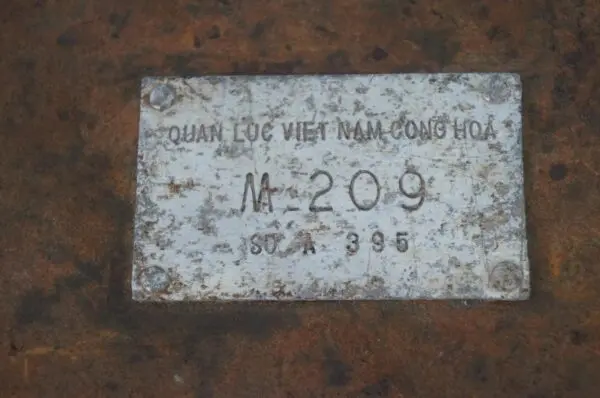 QUAN LUC VIET NAM CONG HOA
M-209
SO A 395